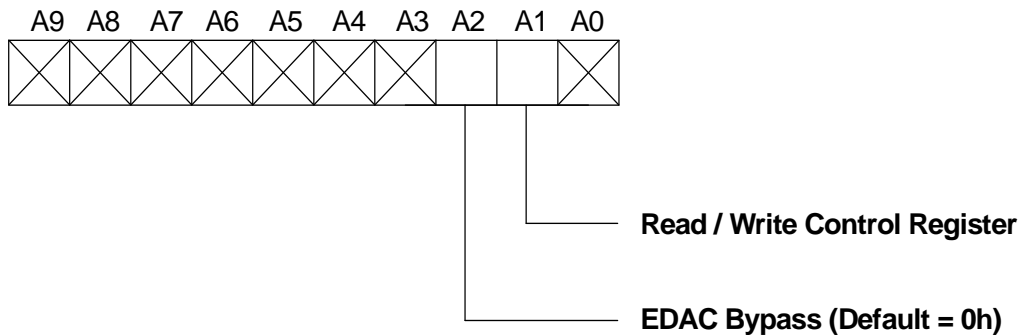 A9 A8 A7 A6 A5 A4 A3 A2 A1 A0
Read / Write Control Register
EDAC Bypass (Default = 0h)